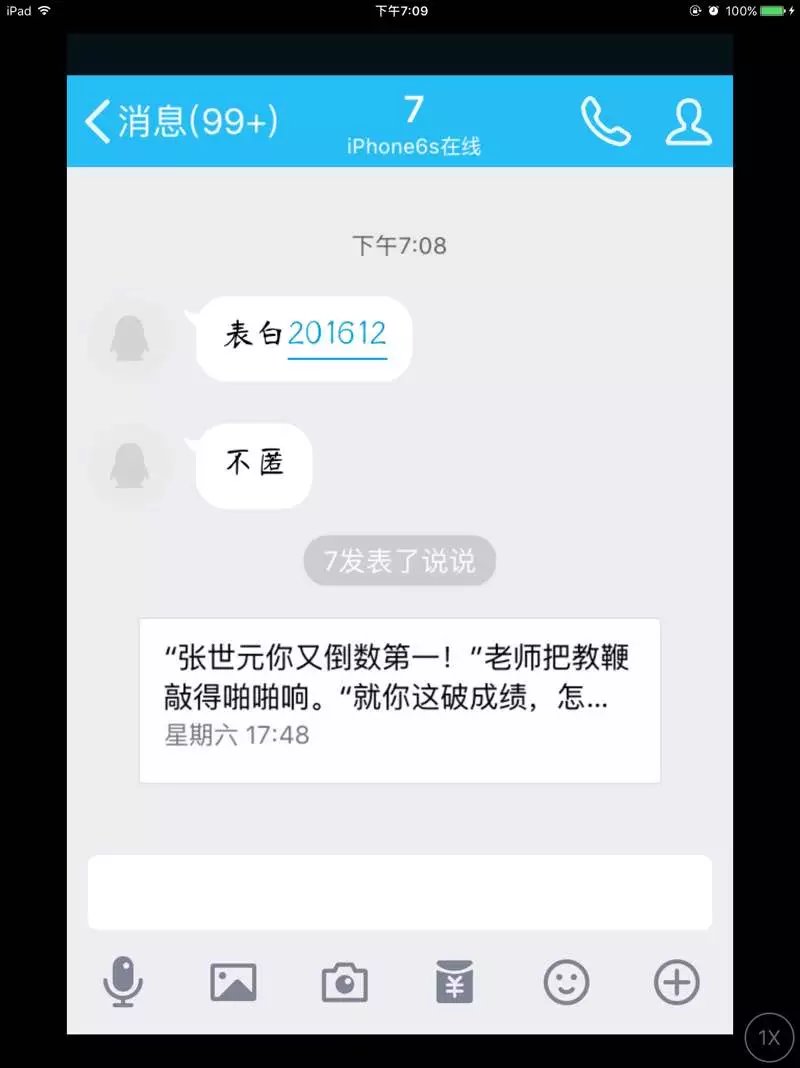 iPad 下午7:09 100%
消息(99+)
7
iPhone6s在线
下午7:08
表白201612
不匿
7发表了说说
“张世元你又倒数第一！”老师把教鞭
敲得啪啪响。“就你这破成绩，怎...
星期六 17:48
1X